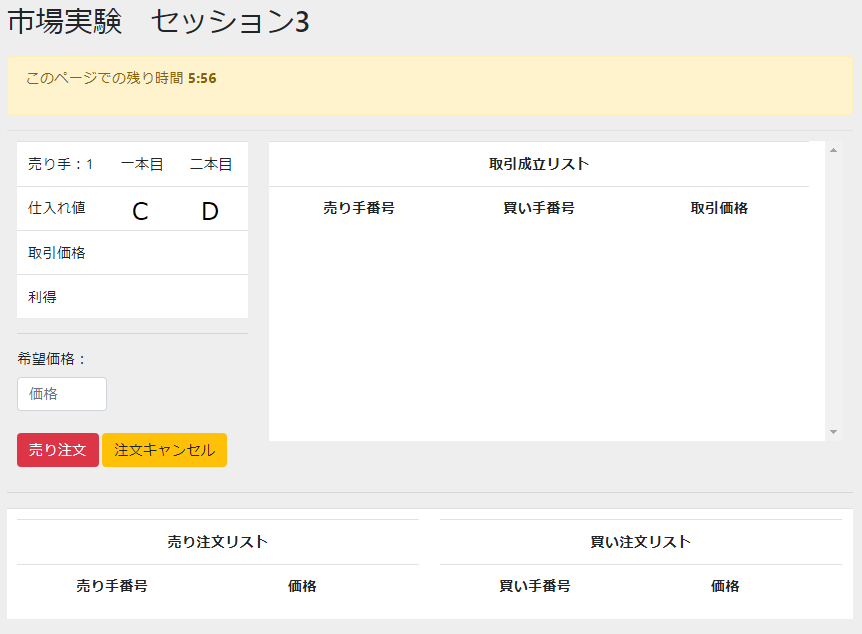 市場実験　セッション3
このページでの残り時間 5:56
売り手：1 一本目 二本目
仕入れ値 C D
取引価格
利得
希望価格：
価格
売り注文 注文キャンセル
取引成立リスト
売り手番号 買い手番号 取引価格
売り注文リスト
売り手番号 価格
買い注文リスト
買い手番号 価格